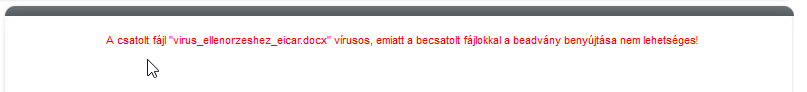 A csatolt fájl "virus_ellenorzeshez_eicar.docx" vírusos, emiatt a becsatolt fájlokkal a beadvány benyújtása nem lehetséges!